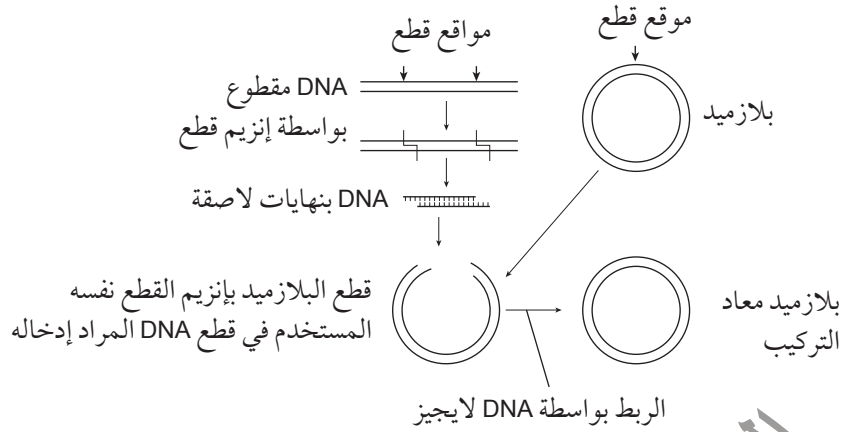 موقع قطع
مواقع قطع
بلازميد
DNA مقطوع
بواسطة إنزيم قطع
DNA بنهايات لاصقة
قطع البلازميد بإنزيم القطع نفسه
المستخدم في قطع DNA المراد إدخاله
بلازميد معاد
التركيب
الربط بواسطة DNA لايجيز